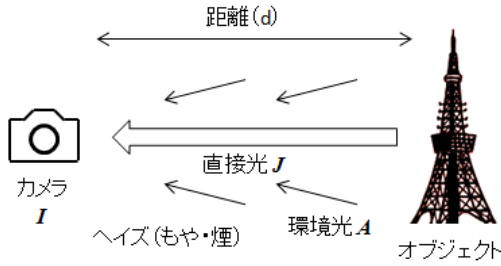 距離(d)
直接光 J
カメラ
I
ヘイズ(もや・煙)
環境光 A
オブジェクト